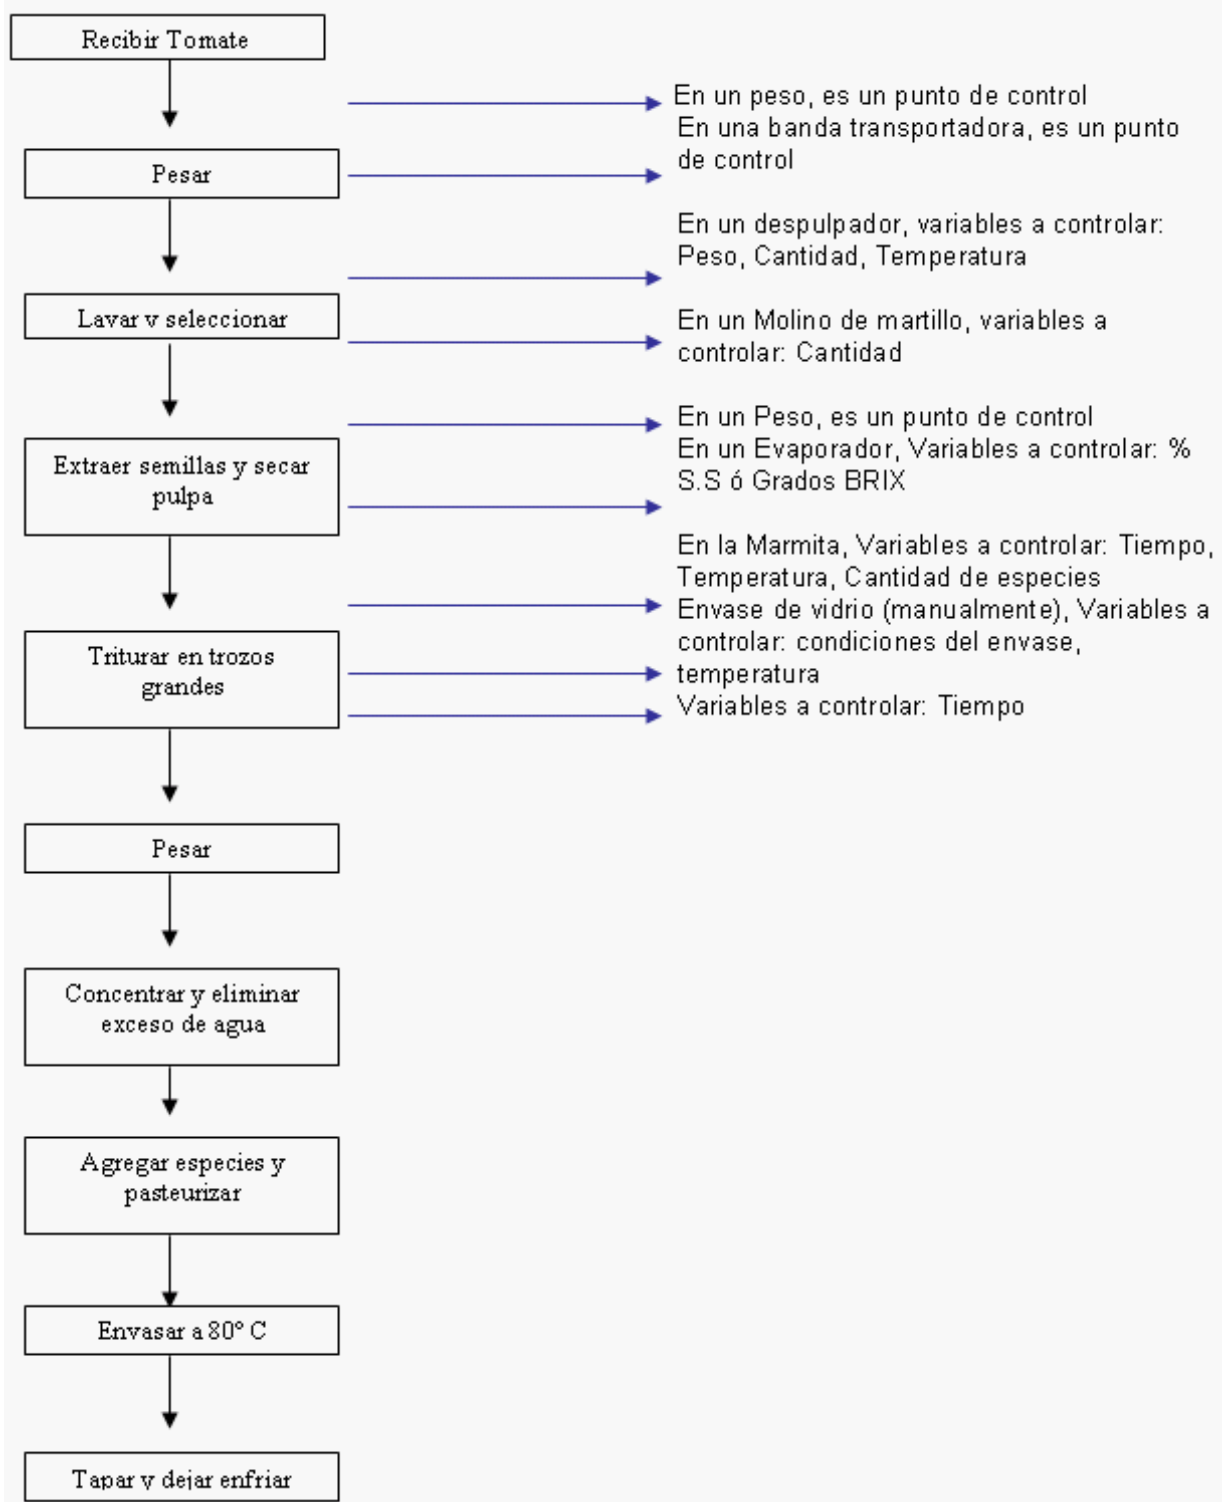 Recibir Tomate
En un peso, es un punto de control
En una banda transportadora, es un punto
de control
Pesar
En un despulpador, variables a controlar:
Peso, Cantidad, Temperatura
Lavar y seleccionar
En un Molino de martillo, variables a
controlar: Cantidad
En un Peso, es un punto de control
En un Evaporador, Variables a controlar: %
S.S ó Grados BRIX
Extraer semillas y secar
pulpa
En la Marmita, Variables a controlar: Tiempo,
Temperatura, Cantidad de especies
Envase de vidrio (manualmente), Variables a
controlar: condiciones del envase,
temperatura
Variables a controlar: Tiempo
Triturar en trozos
grandes
Pesar
Concentrar y eliminar
exceso de agua
Agregar especies y
pasteurizar
Envasar a 80º C
Tapar y dejar enfriar